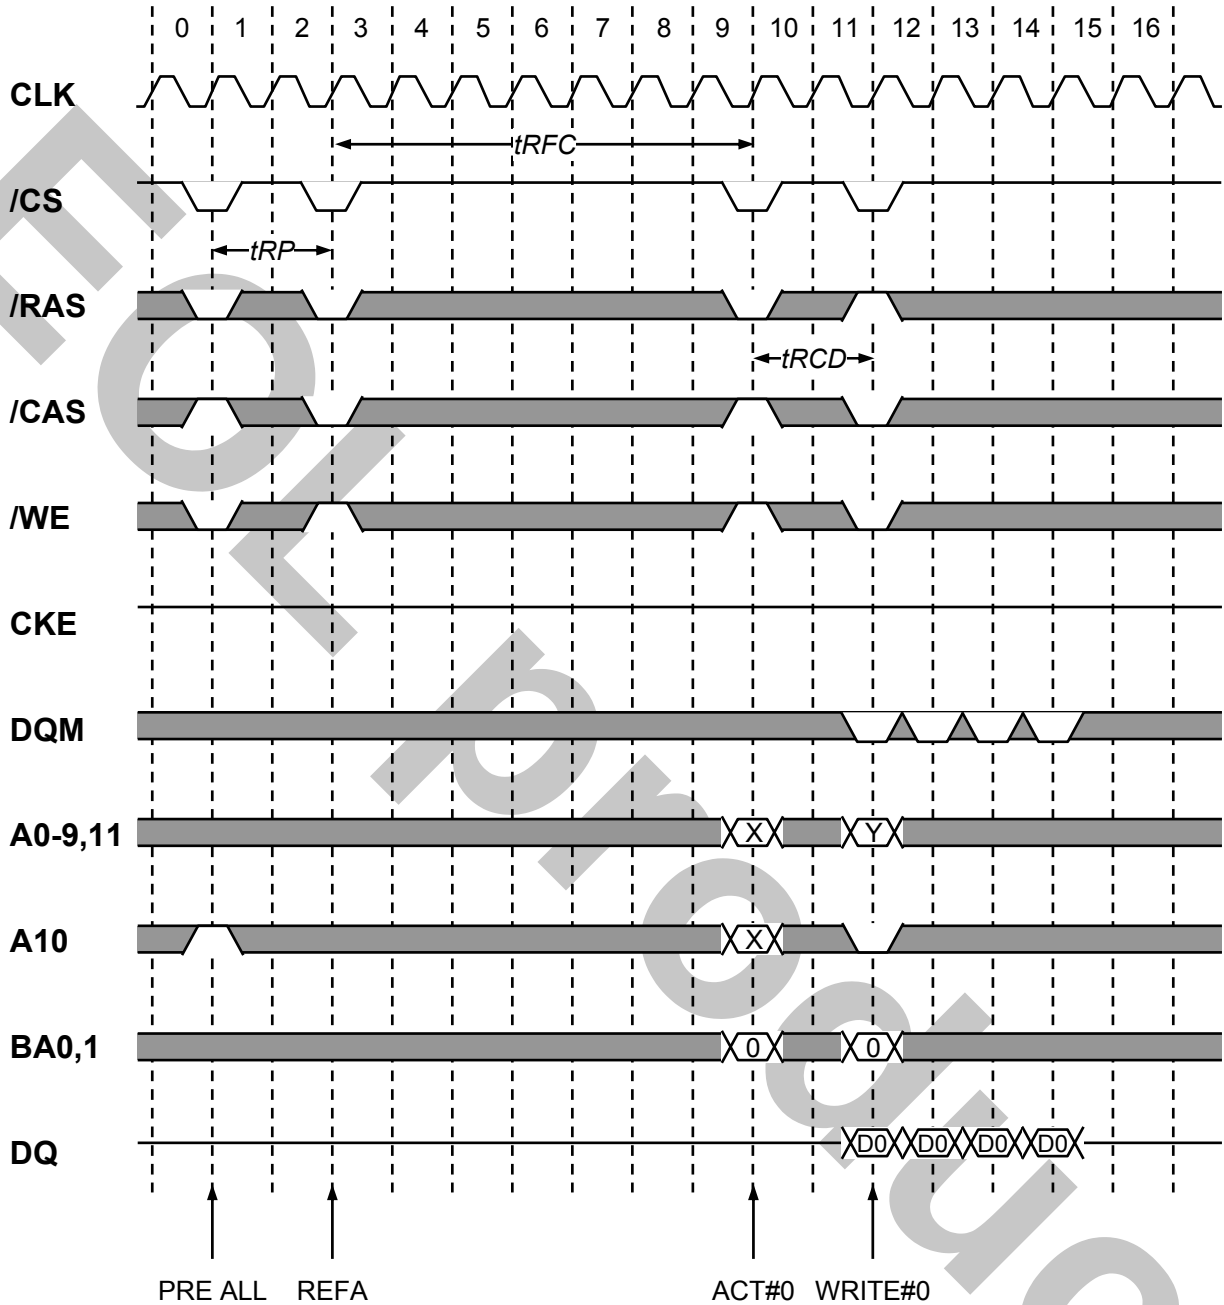 0 1 2 3 4 5 6 7 8 9 10 11 12 13 14 15 16
CLK
tRFC
/CS
tRP
/RAS
tRCD
/CAS
/WE
CKE
DQM
A0-9,11 X Y
A10 X
BA0,1 0 0
DQ D0 D0 D0 D0
PRE ALL REFA ACT#0 WRITE#0
EOL produc